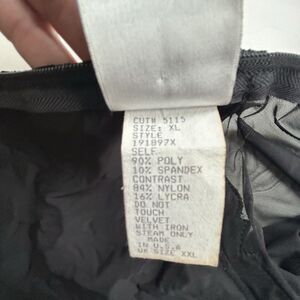 CUT# 5115
SIZE: XL
STYLE
191897X
SELF
90% POLY
10% SPANDEX
CONTRAST
84% NYLON
16% LYCRA
DO NOT
TOUCH
VELVET
WITH IRON
STEAM ONLY
MADE
IN U.S.A
UK SIZE XXL